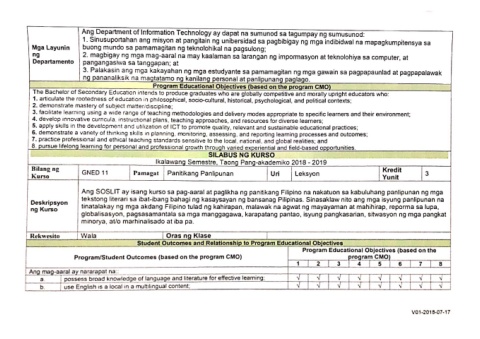 Mga Layunin ng Departamento
Ang Department of Information Technology ay dapat na sumunod sa tagumpay ng sumusunod:
1. Sinusuportahan ang misyon at pangitain ng unibersidad sa pagbibigay ng mga indibidwal na mapagkumpitensya sa
buong mundo sa pamamagitan ng teknolohikal na pagsulong;
2. magbigay ng mga mag-aaral na may kaalaman sa larangan ng impormasyon at teknolohiya sa computer, at
pangangasiwa sa tanggapan; at
3. Palakasin ang mga kakayahan ng mga estudyante sa pamamagitan ng mga gawain sa pagpapaunlad at pagpapalawak
ng pananaliksik na magtatamo ng kanilang personal at panlipunang paglago.
Program Educational Objectives (based on the program CMO)
The Bachelor of Secondary Education intends to produce graduates who are globally competitive and morally upright educators who:
1. articulate the rootedness of education in philosophical, socio-cultural, historical, psychological, and political contexts;
2. demonstrate mastery of subject matter/discipline;
3. facilitate learning using a wide range of teaching methodologies and delivery modes appropriate to specific learners and their environment;
4. develop innovative curricula, instructional plans, teaching approaches, and resources for diverse learners;
5. apply skills in the development and utilization of ICT to promote quality, relevant and sustainable educational practices;
6. demonstrate a variety of thinking skills in planning, monitoring, assessing, and reporting learning processes and outcomes;
7. practice professional and ethical teaching standards sensitive to the local, national, and global realities; and
8. pursue lifelong learning for personal and professional growth through varied experiential and field-based opportunities.
SILABUS NG KURSO
Ikalawang Semestre, Taong Pang-akademiko 2018 - 2019
Bilang ng Kurso GNED 11 Pamagat Panitikang Panlipunan Uri Leksyon Kredit Yunit 3
Deskripsyon ng Kurso
Ang SOSLIT ay isang kurso sa pag-aaral at paglikha ng panitikang Filipino na nakatuon sa kabuluhang panlipunan ng mga
tekstong literari sa ibat-ibang bahagi ng kasaysayan ng bansang Pilipinas. Sinasaklaw nito ang mga isyung panlipunan na
tinatalakay ng mga akdang Filipino tulad ng kahirapan, malawak na agwat ng mayayaman at mahihirap, reporma sa lupa,
globalisasyon, pagsasamantala sa mga manggagawa, karapatang pantao, isyung pangkasarian, sitwasyon ng mga pangkat
minorya, at/o marhinalisado at iba pa.
Rekwesito Wala Oras ng Klase
Student Outcomes and Relationship to Program Educational Objectives
Program/Student Outcomes (based on the program CMO)
Program Educational Objectives (based on the program CMO)
1 2 3 4 5 6 7 8
Ang mag-aaral ay nararapat na:
a. possess broad knowledge of language and literature for effective learning; √ √ √ √ √ √ √ √
b. use English is a local in a multilingual context; √ √ √ √ √ √ √ √
V01-2018-07-17